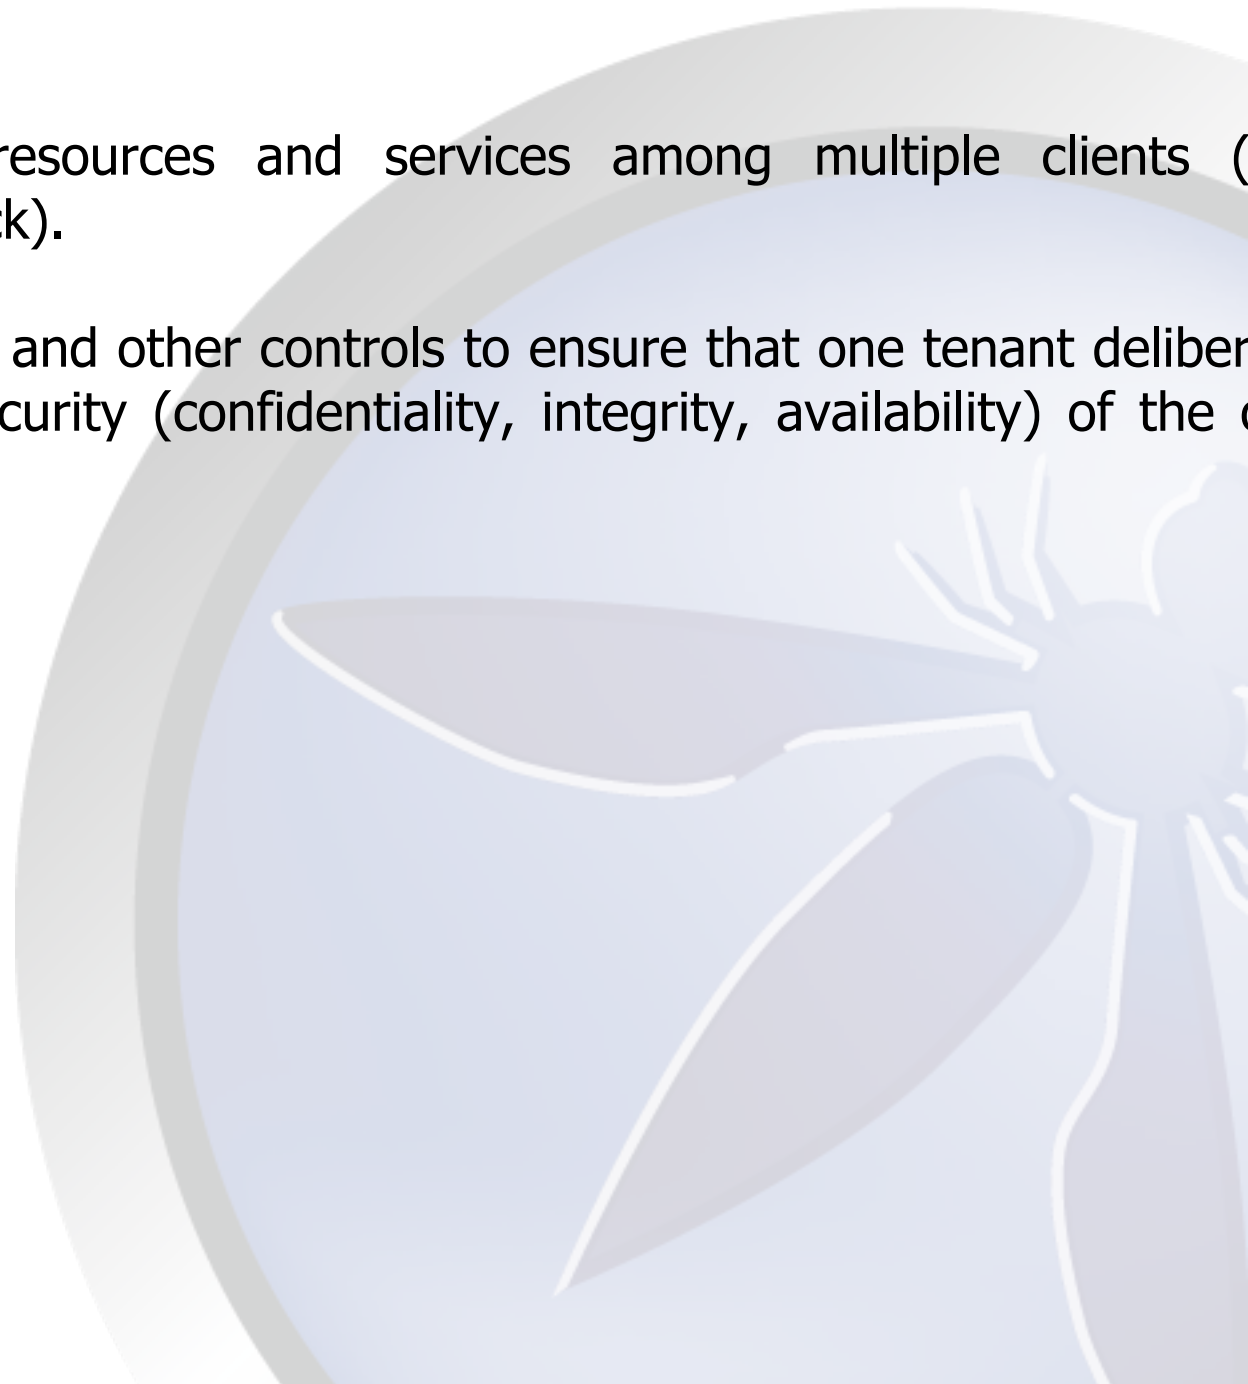 resources and services among multiple clients (
ck).
and other controls to ensure that one tenant deliber
curity (confidentiality, integrity, availability) of the